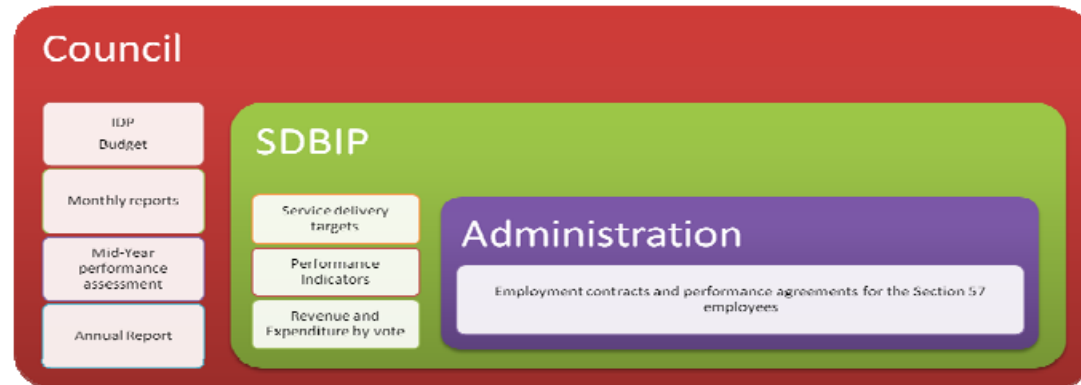 Council
IDP
Budget
Monthly reports
Mid-Year
performance
assessment
Annual Report
SDBIP
Service delivery
targets
Performance
Indicators
Revenue and
Expenditure by vote
Administration
Employment contracts and performance agreements for the Section 57
employees